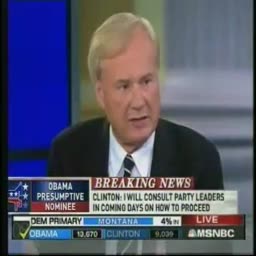 BREAKING NEWS
OBAMA
PRESUMPTIVE
NOMINEE
CLINTON: I WILL CONSULT PARTY LEADERS
IN COMING DAYS ON HOW TO PROCEED
DEM PRIMARY MONTANA 4% IN LIVE
OBAMA 13,670 CLINTON 9,039 MSNBC